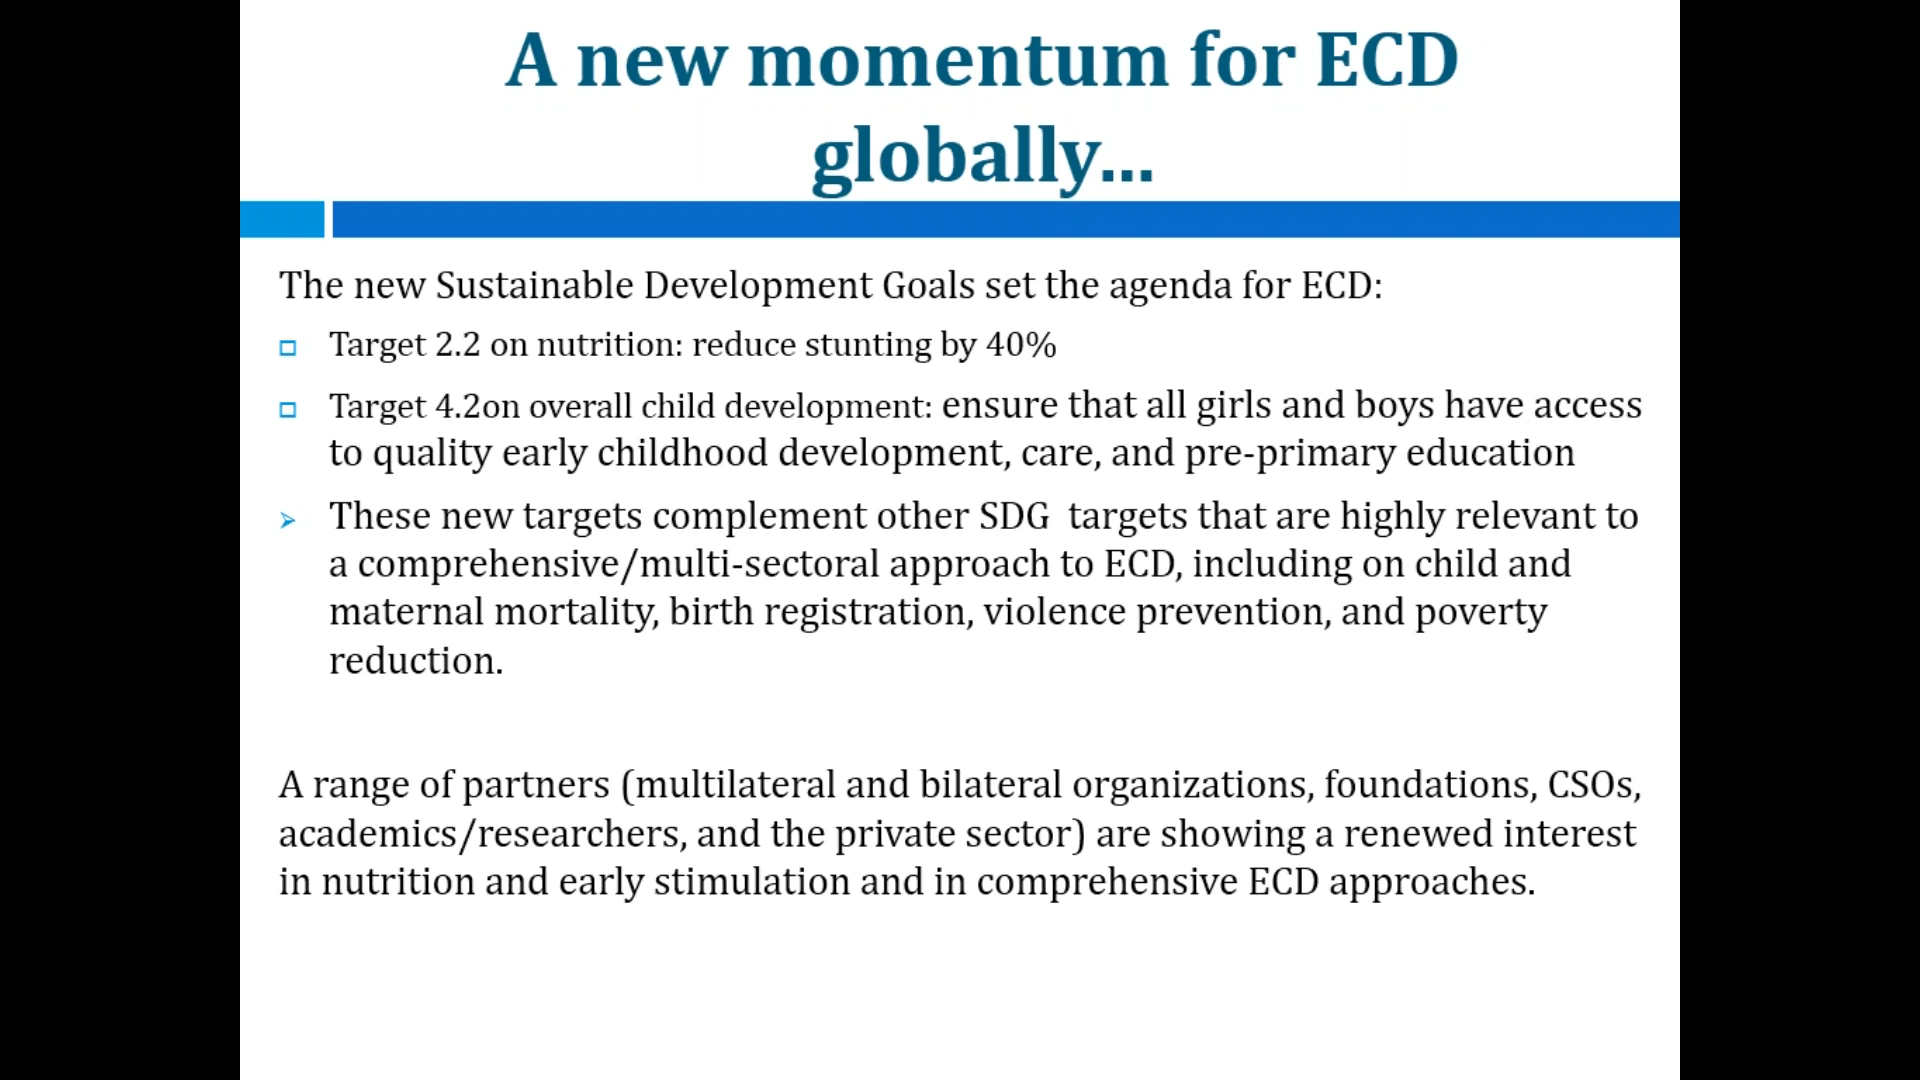 A new momentum for ECD
globally...
The new Sustainable Development Goals set the agenda for ECD:
Target 2.2 on nutrition: reduce stunting by 40%
Target 4.2on overall child development: ensure that all girls and boys have access
to quality early childhood development, care, and pre-primary education
These new targets complement other SDG  targets that are highly relevant to
a comprehensive/multi-sectoral approach to ECD, including on child and
maternal mortality, birth registration, violence prevention, and poverty
reduction.
A range of partners (multilateral and bilateral organizations, foundations, CSOs,
academics/researchers, and the private sector) are showing a renewed interest
in nutrition and early stimulation and in comprehensive ECD approaches.